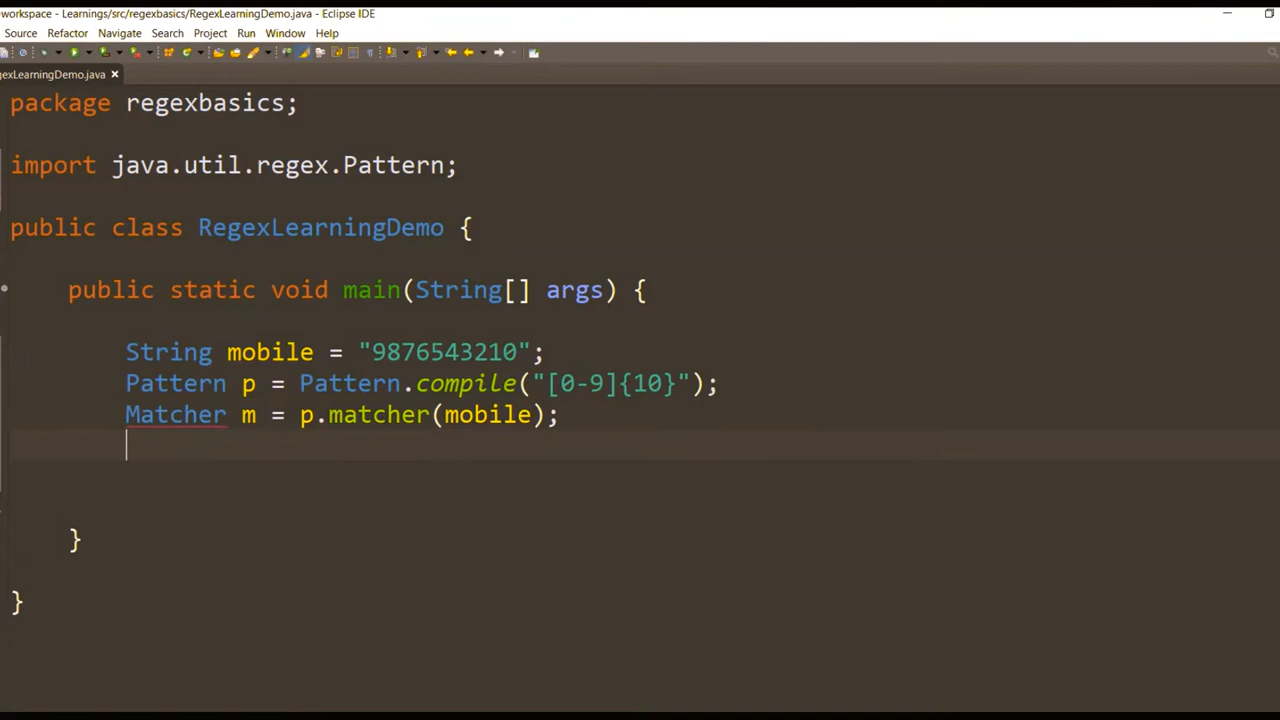 -workspace - Learnings/src/regexbasics/RegexLearningDemo.java - Eclipse IDE
Source Refactor Navigate Search Project Run Window Help
gexLearningDemo.java
package regexbasics;
import java.util.regex.Pattern;
public class RegexLearningDemo {
public static void main(String[] args) {
String mobile = "9876543210";
Pattern p = Pattern.compile("[0-9]{10}");
Matcher m = p.matcher(mobile);
}
}